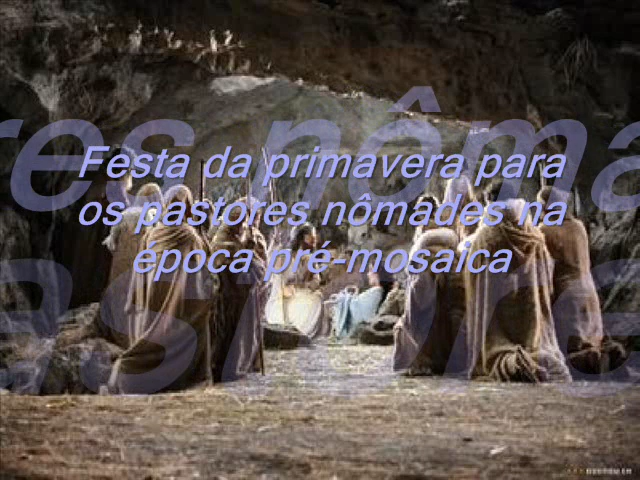 Festa da primavera para
os pastores nômades na
época pré-mosaica